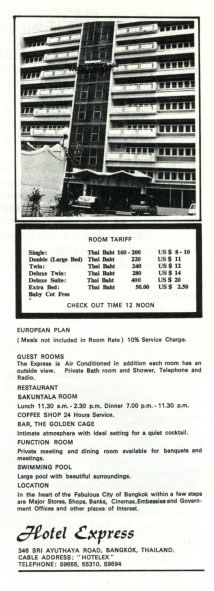 ROOM TARIFF
Single: Thai Baht 160 - 200 US $ 8 - 10
Double (Large Bed) Thai Baht 220 US $ 11
Twin: Thai Baht 240 US $ 12
Deluxe Twin: Thai Baht 280 US $ 14
Deluxe Suite: Thai Baht 400 US $ 20
Extra Bed: Thai Baht 50.00 US $ 2.50
Baby Cot Free
CHECK OUT TIME 12 NOON
EUROPEAN PLAN
( Meals not included in Room Rate ) 10% Service Charge.
GUEST ROOMS
The Express is Air Conditioned in addition each room has an
outside view. Private Bath room and Shower, Telephone and
Radio.
RESTAURANT
SAKUNTALA ROOM
Lunch 11.30 a.m. - 2.30 p.m. Dinner 7.00 p.m. - 11.30 p.m.
COFFEE SHOP 24 Hours Service.
BAR, THE GOLDEN CAGE
Intimate atmosphere with ideal setting for a quiet cocktail.
FUNCTION ROOM
Private meeting and dining room available for banquets and
meetings.
SWIMMING POOL
Large pool with beautiful surroundings.
LOCATION
In the heart of the Fabulous City of Bangkok within a few steps
are Major Stores, Shops, Banks, Cinemas, Embassies and Govern-
ment Offices and other places of interest.
Hotel Express
346 SRI AYUTHAYA ROAD, BANGKOK, THAILAND.
CABLE ADDRESS: "HOTELEX"
TELEPHONE: 59655, 55310, 59694